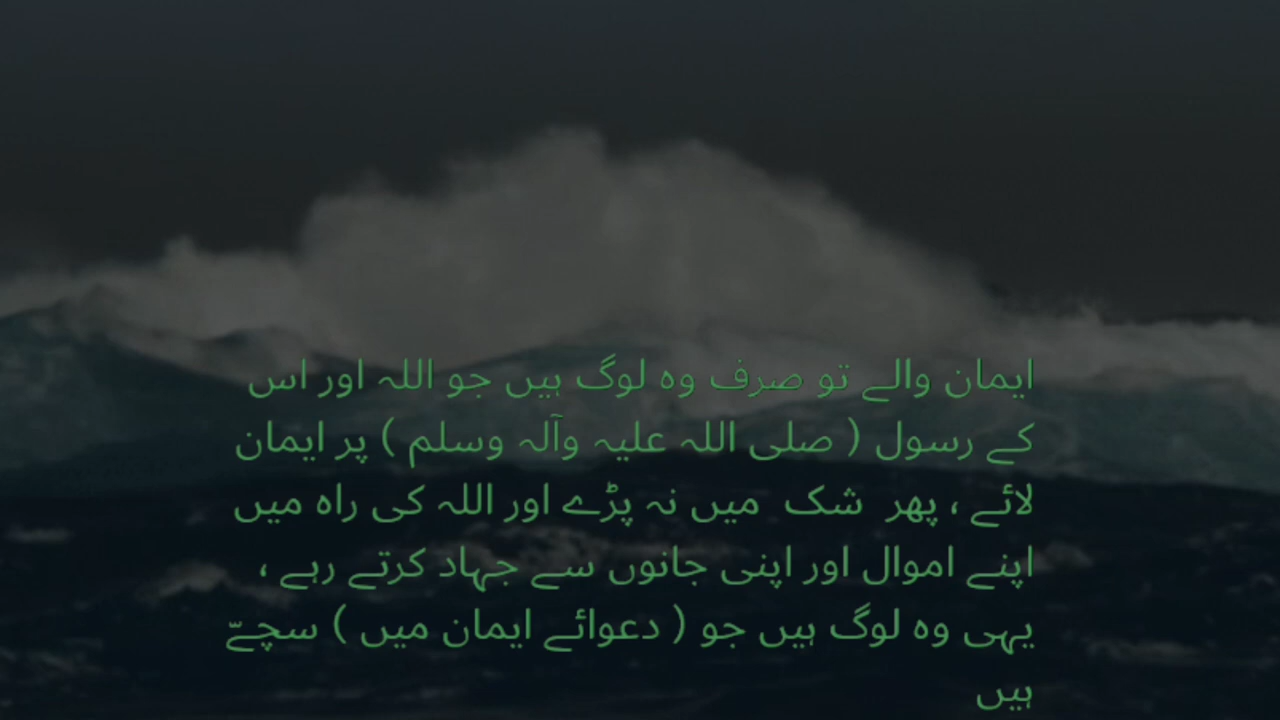 ایمان والے تو صرف وہ لوگ ہیں جو اللہ اور اس
کے رسول ( صلی اللہ علیہ وآلہ وسلم ) پر ایمان
لائے ، پھر شک میں نہ پڑے اور اللہ کی راہ میں
اپنے اموال اور اپنی جانوں سے جہاد کرتے رہے ،
یہی وہ لوگ ہیں جو ( دعوائے ایمان میں ) سچےّ
ہیں